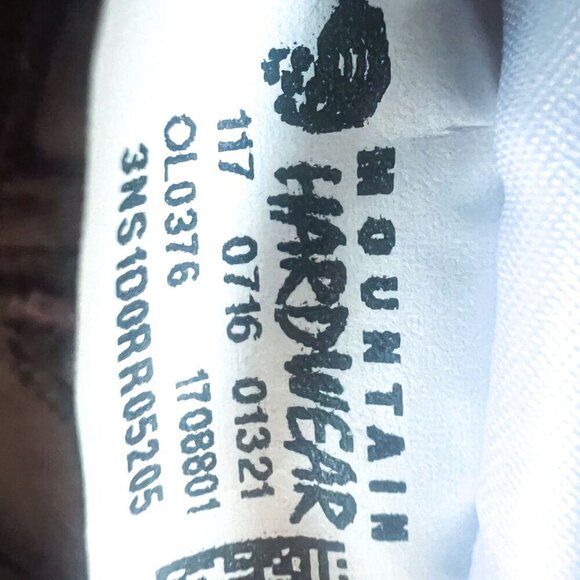 MOUNTAIN
HARDWEAR
117 0716 01321
OL0376 1708801
3NS1D0RR05205